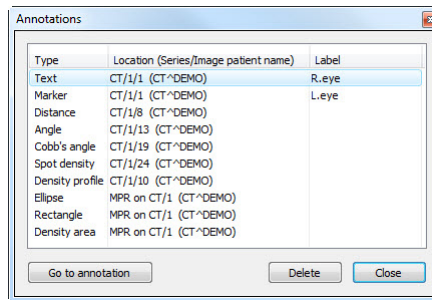 Annotations
Type Location (Series/Image patient name) Label
Text CT/1/1 (CT^DEMO) R.eye
Marker CT/1/1 (CT^DEMO) L.eye
Distance CT/1/8 (CT^DEMO)
Angle CT/1/13 (CT^DEMO)
Cobb's angle CT/1/19 (CT^DEMO)
Spot density CT/1/24 (CT^DEMO)
Density profile CT/1/10 (CT^DEMO)
Ellipse MPR on CT/1 (CT^DEMO)
Rectangle MPR on CT/1 (CT^DEMO)
Density area MPR on CT/1 (CT^DEMO)
Go to annotation Delete Close